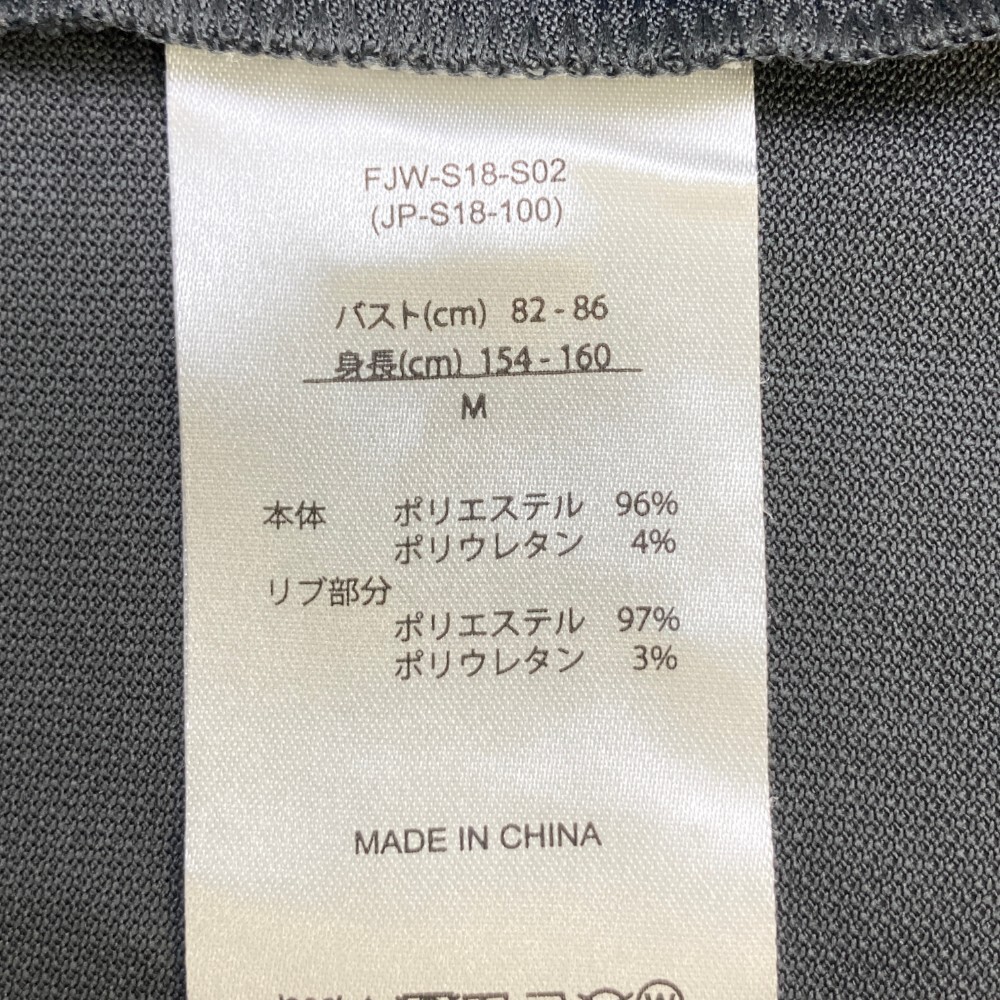 FJW-S18-S02
(JP-S18-100)
バスト(cm) 82 - 86
身長(cm) 154 - 160
M
本体 ポリエステル 96%
ポリウレタン 4%
リブ部分
ポリエステル 97%
ポリウレタン 3%
MADE IN CHINA